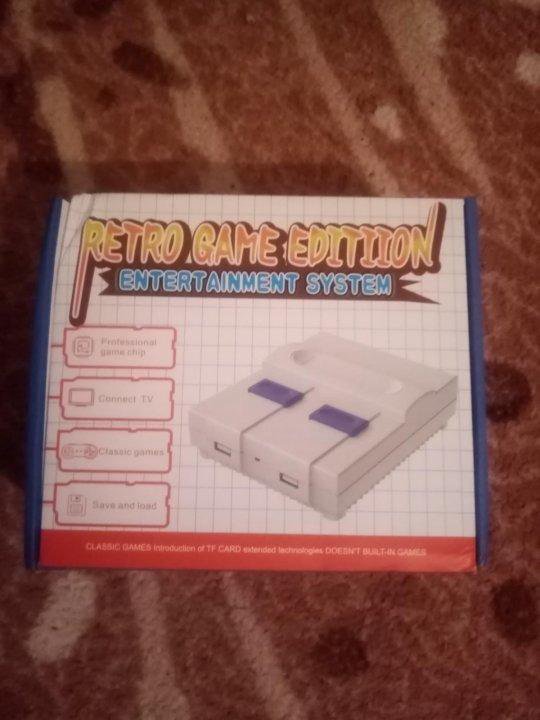 RETRO GAME EDITIION
ENTERTAINMENT SYSTEM
Professional
game chip
Connect TV
Classic games
Save and load
CLASSIC GAMES Introduction of TF CARD extended technologies DOESN'T BUILT-IN GAMES